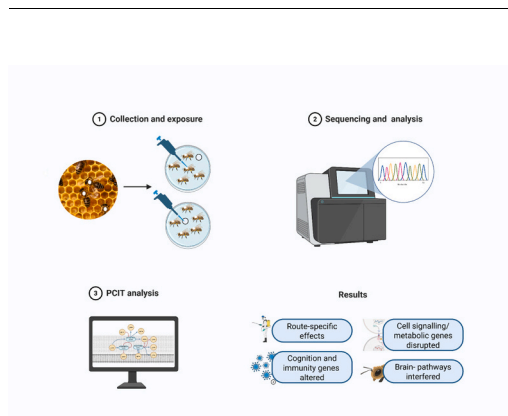 1 Collection and exposure
2 Sequencing and analysis
3 PCIT analysis
Results
Route-specific
effects
Cell signalling/
metabolic genes
disrupted
Cognition and
immunity genes
altered
Brain- pathways
interfered